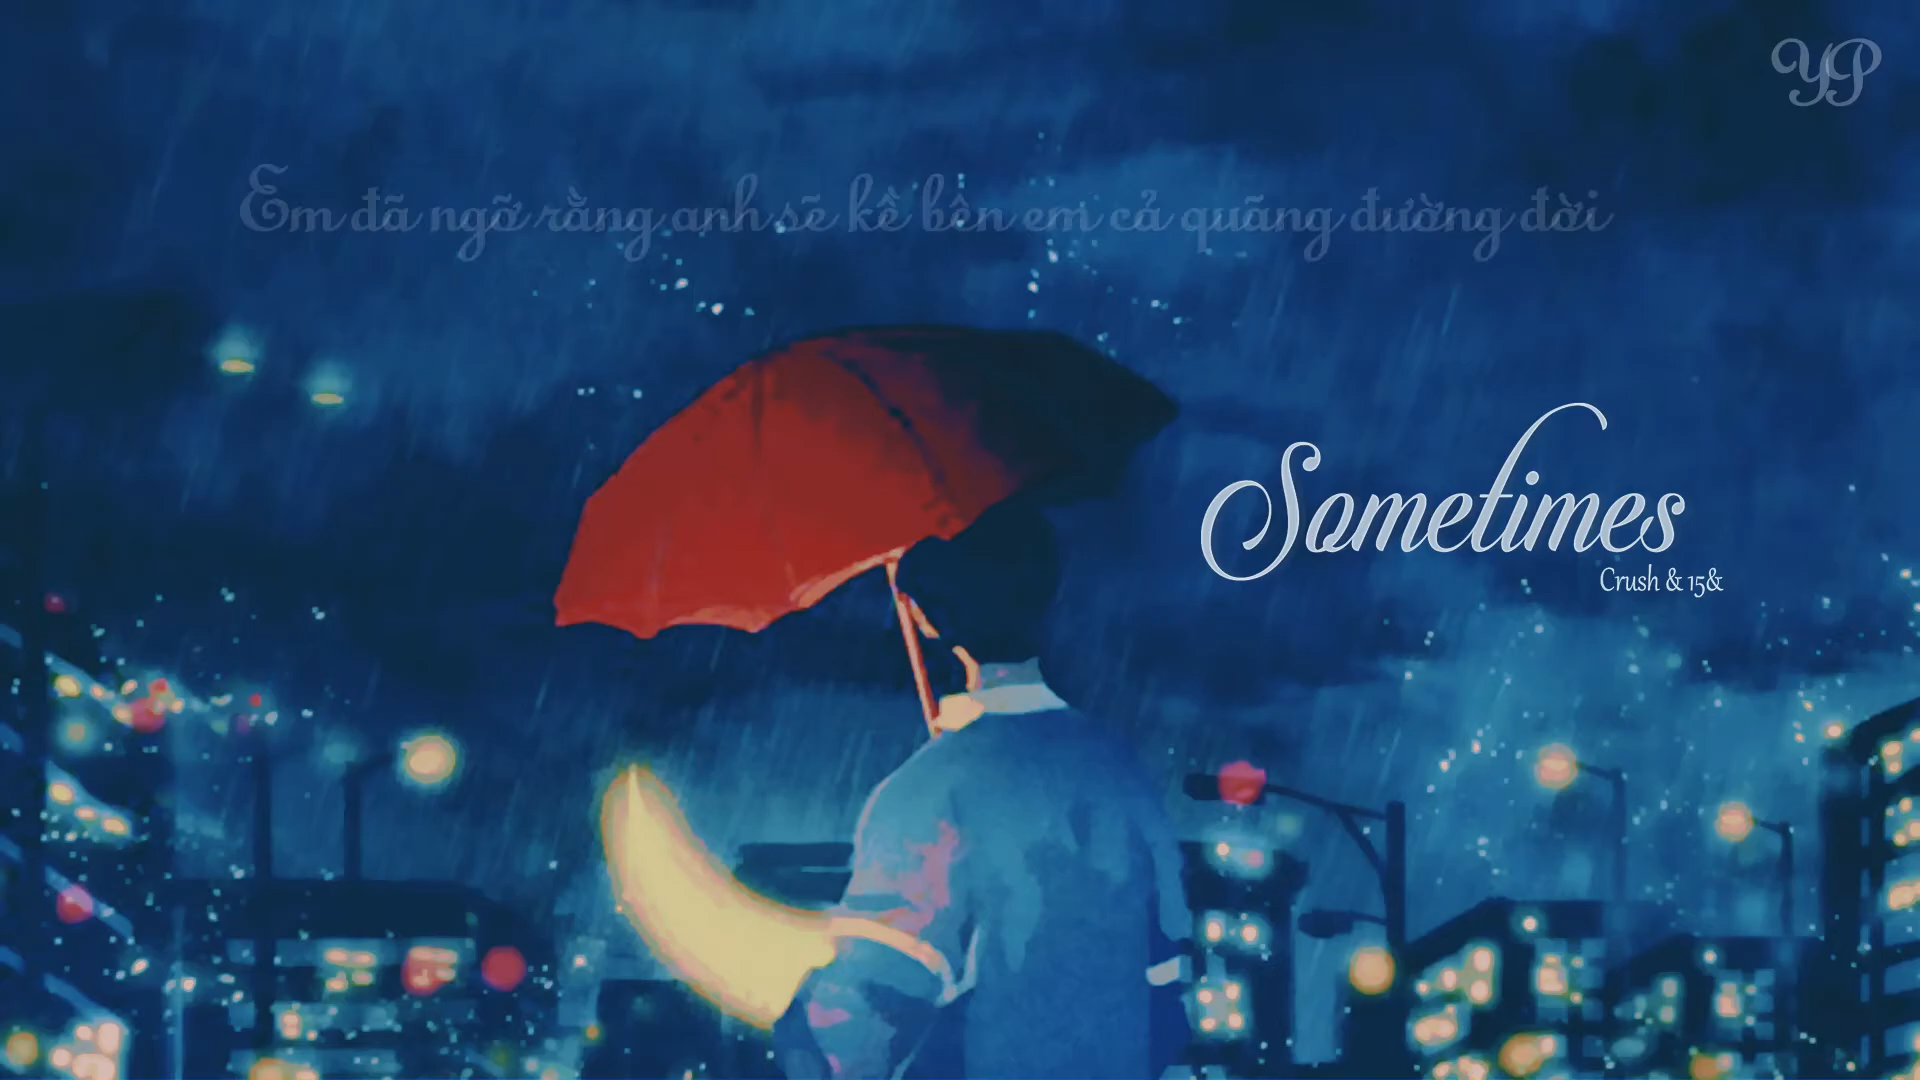 YP
Em đã ngỡ rằng anh sẽ kề bên em cả quãng đường đời
Sometimes
Crush & 15&